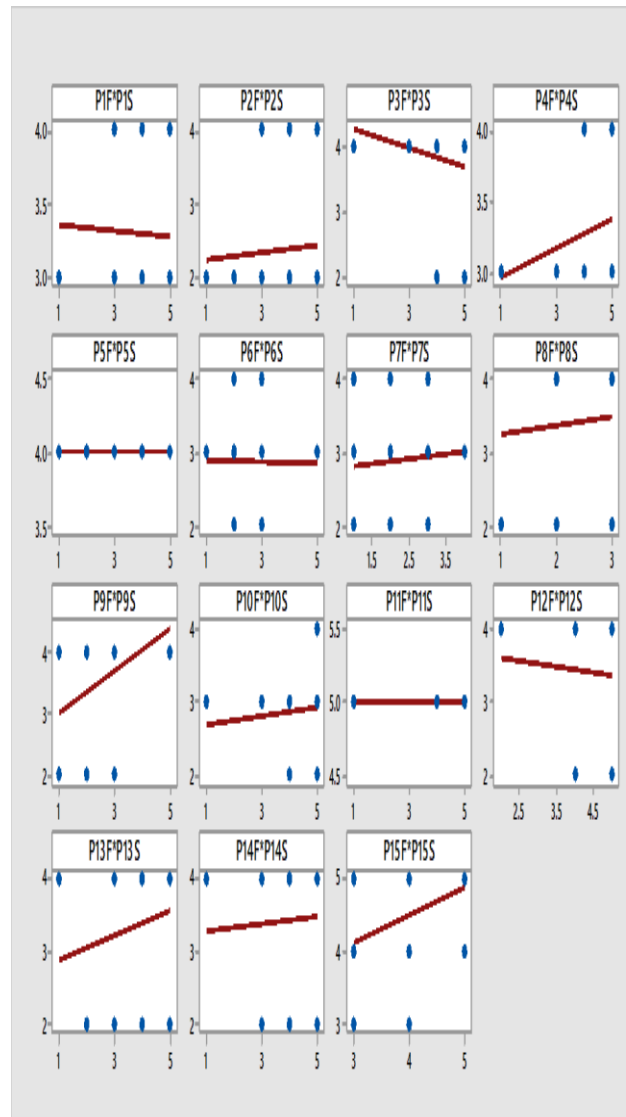 P1F*P1S P2F*P2S P3F*P3S P4F*P4S
4.0 4 4 4.0
3.5 3 3 3.5
3.0 2 2 3.0
1 3 5 1 3 5 1 3 5 1 3 5
P5F*P5S P6F*P6S P7F*P7S P8F*P8S
4.5 4 4 4
4.0 3 3 3
3.5 2 2 2
1 3 5 1 3 5 1.5 2.5 3.5 1 2 3
P9F*P9S P10F*P10S P11F*P11S P12F*P12S
4 4 5.5 4
3 3 5.0 3
2 2 4.5 2
1 3 5 1 3 5 1 3 5 2.5 3.5 4.5
P13F*P13S P14F*P14S P15F*P15S
4 4 5
3 3 4
2 2 3
1 3 5 1 3 5 3 4 5